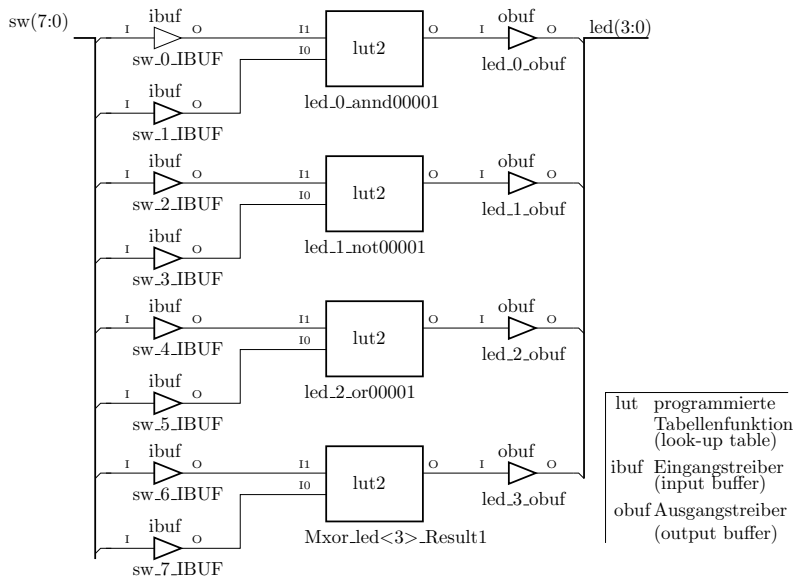 sw(7:0)
ibuf
I O
sw_0_IBUF
I1
I0
lut2
led_0_annd00001
O I
obuf
O
led_0_obuf
led(3:0)
ibuf
I O
sw_1_IBUF
ibuf
I O
sw_2_IBUF
I1
I0
lut2
led_1_not00001
O I
obuf
O
led_1_obuf
ibuf
I O
sw_3_IBUF
ibuf
I O
sw_4_IBUF
I1
I0
lut2
led_2_or00001
O I
obuf
O
led_2_obuf
ibuf
I O
sw_5_IBUF
ibuf
I O
sw_6_IBUF
I1
I0
lut2
Mxor_led<3>_Result1
O I
obuf
O
led_3_obuf
ibuf
I O
sw_7_IBUF
lut programmierte
Tabellenfunktion
(look-up table)
ibuf Eingangstreiber
(input buffer)
obuf Ausgangstreiber
(output buffer)